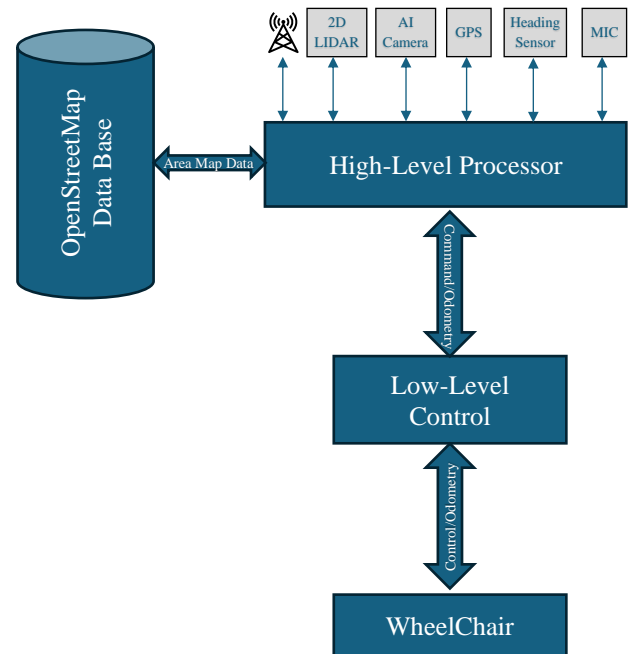 2D
LIDAR
AI
Camera
GPS
Heading
Sensor
MIC
OpenStreetMap
Data Base
Area Map Data
High-Level Processor
Command/Odometry
Low-Level
Control
Control/Odometry
WheelChair